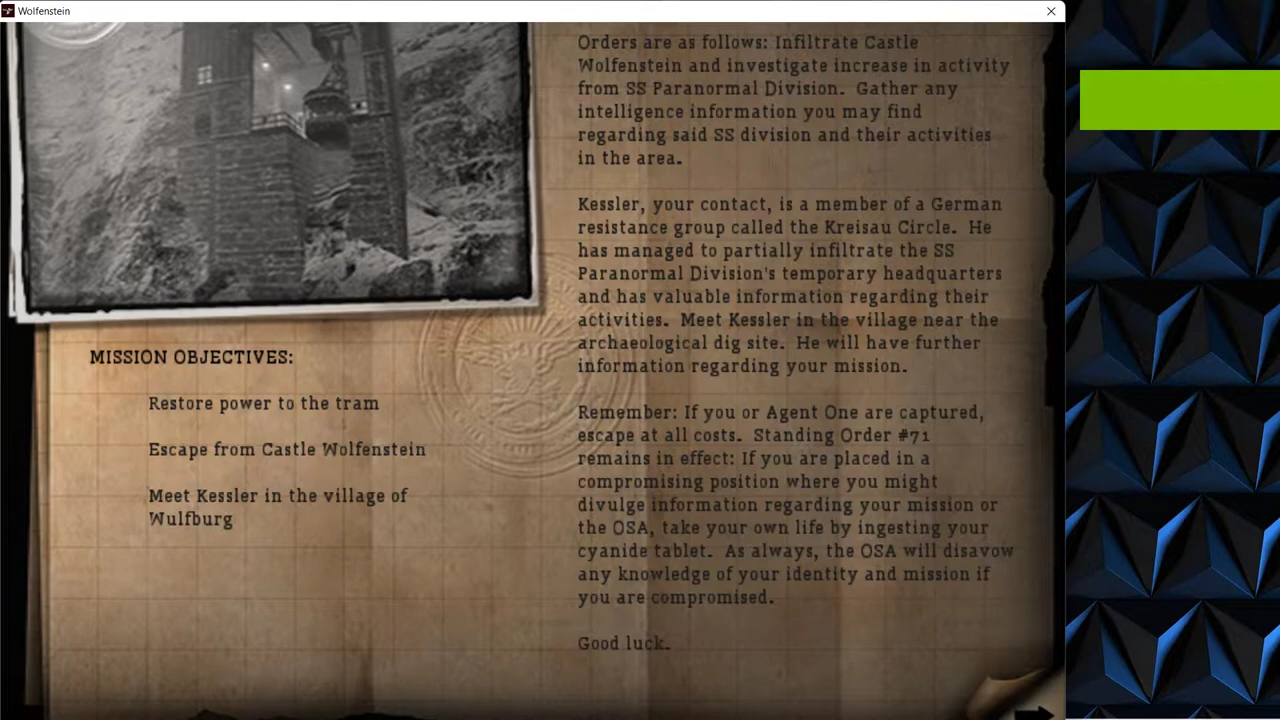 Wolfenstein
Orders are as follows: Infiltrate Castle
Wolfenstein and investigate increase in activity
from SS Paranormal Division. Gather any
intelligence information you may find
regarding said SS division and their activities
in the area.
Kessler, your contact, is a member of a German
resistance group called the Kreisau Circle. He
has managed to partially infiltrate the SS
Paranormal Division's temporary headquarters
and has valuable information regarding their
activities. Meet Kessler in the village near the
archaeological dig site. He will have further
information regarding your mission.
Remember: If you or Agent One are captured,
escape at all costs. Standing Order #71
remains in effect: If you are placed in a
compromising position where you might
divulge information regarding your mission or
the OSA, take your own life by ingesting your
cyanide tablet. As always, the OSA will disavow
any knowledge of your identity and mission if
you are compromised.
Good luck.
MISSION OBJECTIVES:
Restore power to the tram
Escape from Castle Wolfenstein
Meet Kessler in the village of
Wulfburg